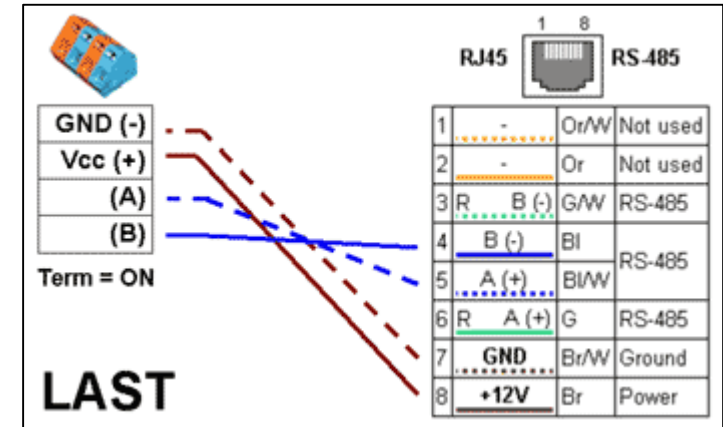 1 8
RJ45 RS-485
GND (-)
Vcc (+)
(A)
(B)
Term = ON
LAST
1 - Or/W Not used
2 - Or Not used
3 R B (-) G/W RS-485
4 B (-) Bl RS-485
5 A (+) Bl/W
6 R A (+) G RS-485
7 GND Br/W Ground
8 +12V Br Power